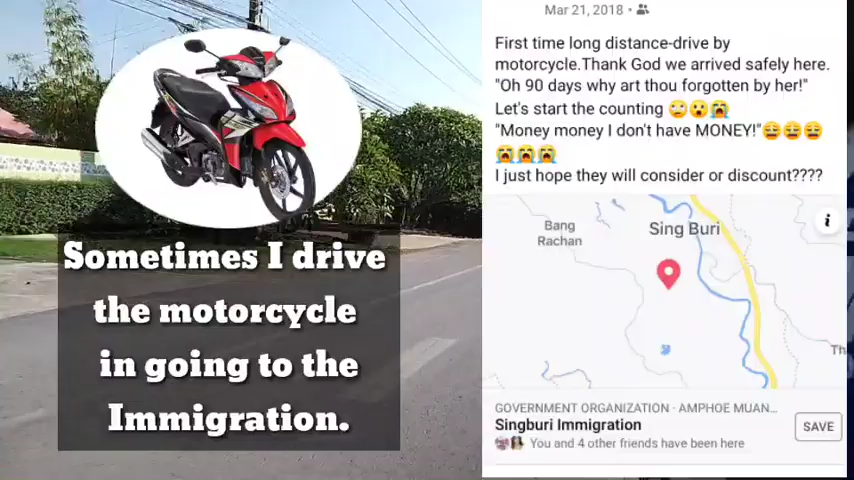 Sometimes I drive
the motorcycle
in going to the
Immigration.
Mar 21, 2018 •
First time long distance-drive by
motorcycle.Thank God we arrived safely here.
"Oh 90 days why art thou forgotten by her!"
Let's start the counting 🙄😮😭
"Money money I don't have MONEY!"😫😫😫
😭😭😭
I just hope they will consider or discount????
Bang
Rachan
Sing Buri
i
Th
GOVERNMENT ORGANIZATION · AMPHOE MUAN...
Singburi Immigration
SAVE
You and 4 other friends have been here